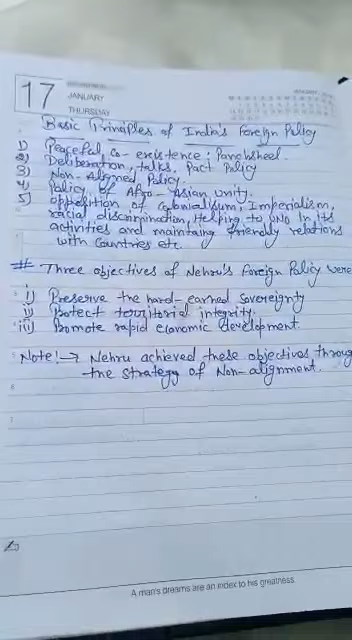 17
JANUARY
THURSDAY
Basic Principles of India's Foreign Policy
1) Peaceful co-existence: Panchsheel.
2) Deliberation, talks, Pact Policy
3) Non-Aligned Policy
4) Policy of Afro-Asian unity.
5) opposition of Colonialism, Imperialism,
racial discrimination, Helping to UNO in its
activities and maintaing friendly relations
with countries etc.
# Three objectives of Nehru's foreign Policy were
i) Preserve the hard-earned sovereignty
ii) Protect territorial integrity.
iii) Promote rapid economic development.
Note!→ Nehru achieved these objectives throug
the strategy of Non-alignment.
A man's dreams are an index to his greatness